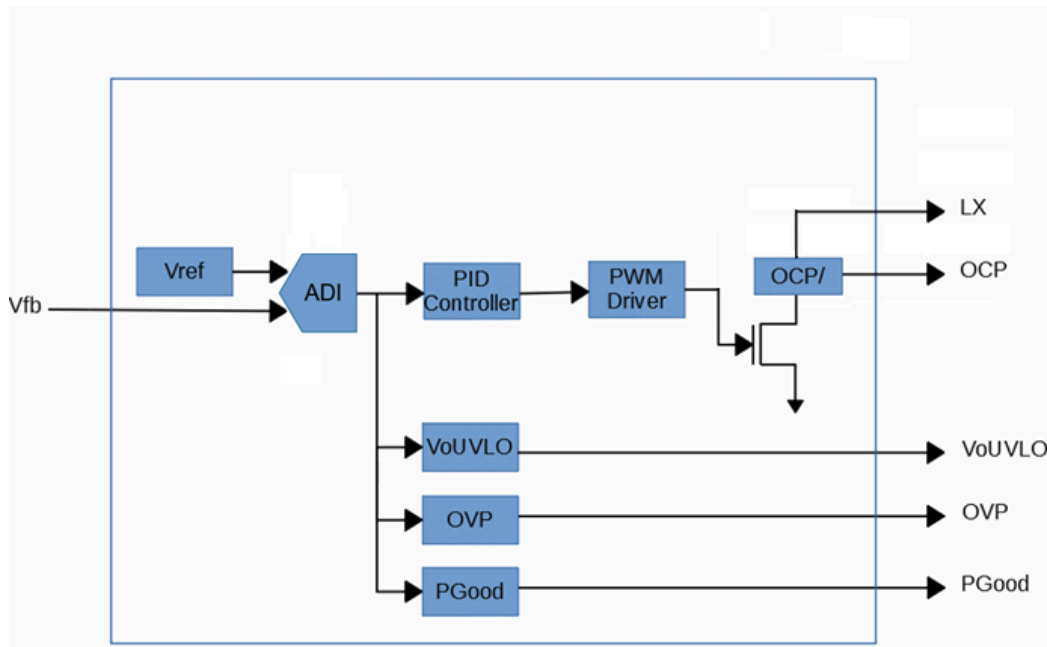 LX
Vref
OCP/
OCP
ADI
PID
Controller
PWM
Driver
Vfb
VoUVLO
VoUVLO
OVP
OVP
PGood
PGood